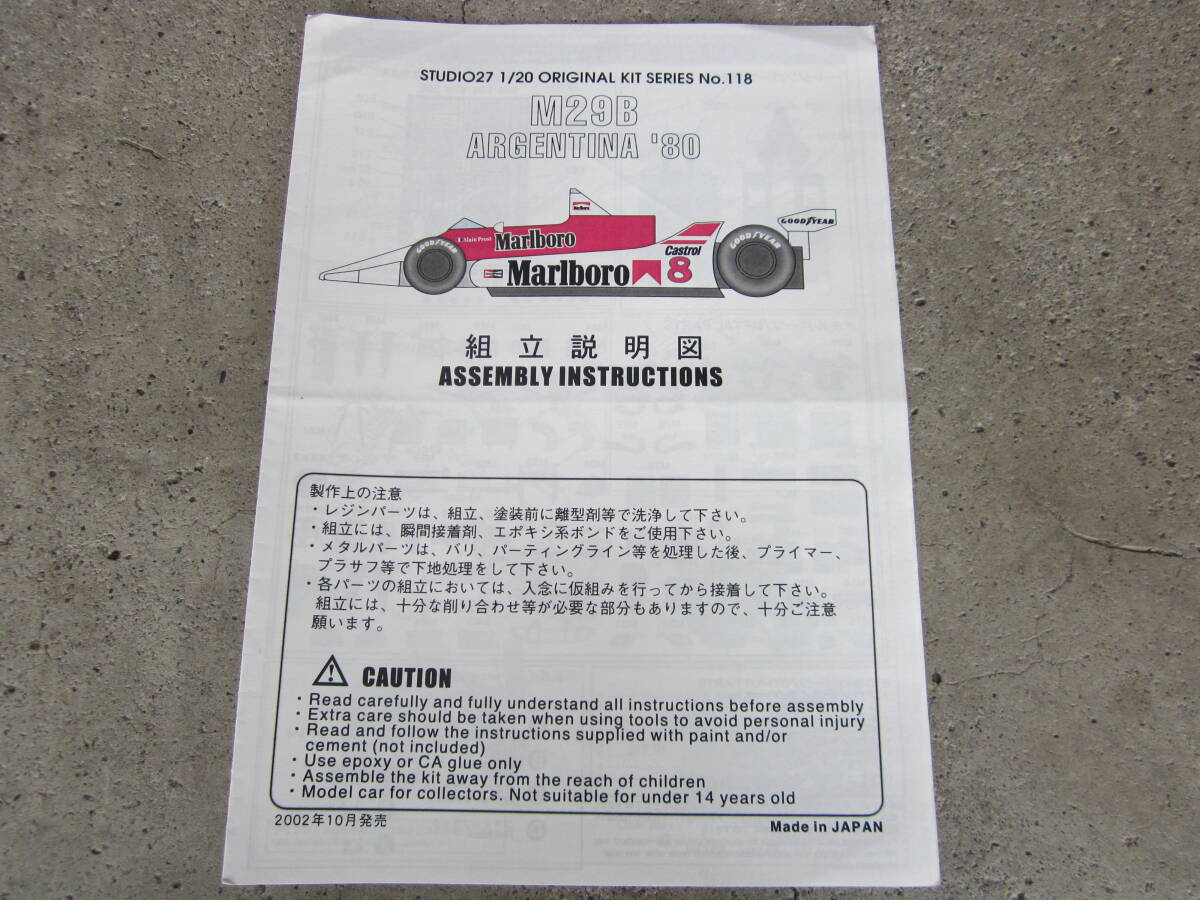 STUDIO27 1/20 ORIGINAL KIT SERIES No.118
M29B
ARGENTINA '80
Marlboro
GOODYEAR
Alain Prost
Marlboro
GOODYEAR
Castrol
GOODYEAR
Marlboro
8
組立説明図
ASSEMBLY INSTRUCTIONS
製作上の注意
・レジンパーツは、組立、塗装前に離型剤等で洗浄して下さい。
・組立には、瞬間接着剤、エポキシ系ボンドをご使用下さい。
・メタルパーツは、バリ、パーティングライン等を処理した後、プライマー、
プラサフ等で下地処理をして下さい。
・各パーツの組立においては、入念に仮組みを行ってから接着して下さい。
組立には、十分な削り合わせ等が必要な部分もありますので、十分ご注意
願います。
CAUTION
・Read carefully and fully understand all instructions before assembly
・Extra care should be taken when using tools to avoid personal injury
・Read and follow the instructions supplied with paint and/or
cement (not included)
・Use epoxy or CA glue only
・Assemble the kit away from the reach of children
・Model car for collectors. Not suitable for under 14 years old
2002年10月発売
Made in JAPAN